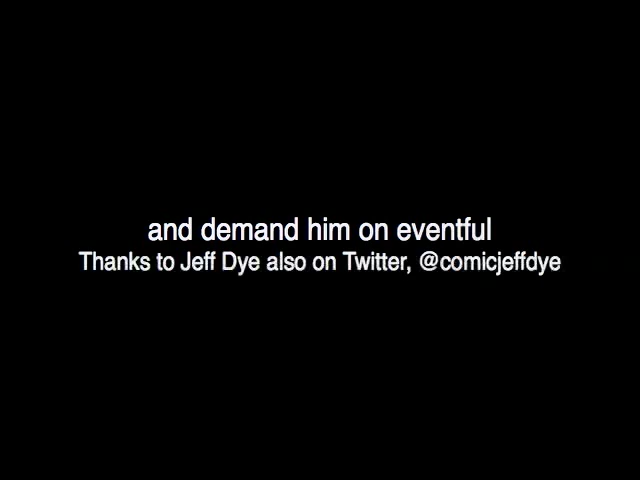 and demand him on eventful
Thanks to Jeff Dye also on Twitter, @comicjeffdye